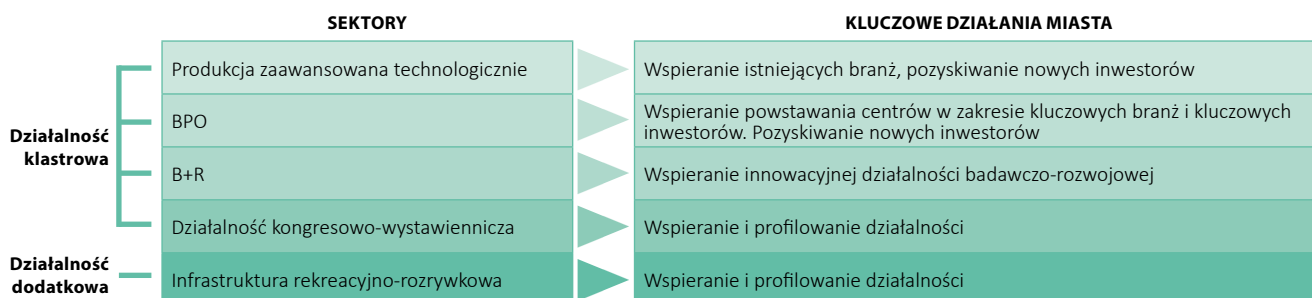 SEKTORY
KLUCZOWE DZIAŁANIA MIASTA
Działalność
klastrowa
Produkcja zaawansowana technologicznie
Wspieranie istniejących branż, pozyskiwanie nowych inwestorów
BPO
Wspieranie powstawania centrów w zakresie kluczowych branż i kluczowych
inwestorów. Pozyskiwanie nowych inwestorów
B+R
Wspieranie innowacyjnej działalności badawczo-rozwojowej
Działalność kongresowo-wystawiennicza
Wspieranie i profilowanie działalności
Działalność
dodatkowa
Infrastruktura rekreacyjno-rozrywkowa
Wspieranie i profilowanie działalności